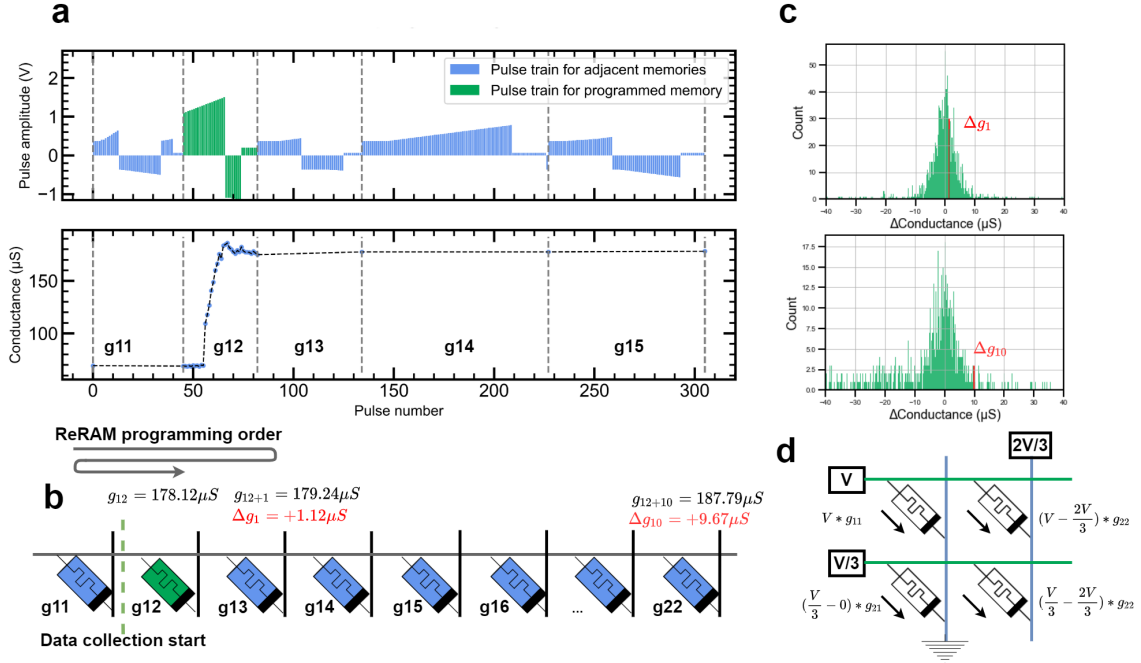 a
Pulse amplitude (V)
2
1
0
−1
Pulse train for adjacent memories
Pulse train for programmed memory
Conductance (μS)
150
100
g11
g12
g13
g14
g15
0
50
100
150
200
250
300
Pulse number
ReRAM programming order
b
g12 = 178.12μS
g12+1 = 179.24μS
Δg1 = +1.12μS
g12+10 = 187.79μS
Δg10 = +9.67μS
g11
g12
g13
g14
g15
g16
...
g22
Data collection start
c
Count
50
40
30
20
10
0
Δg1
−40
−30
−20
−10
0
10
20
30
40
ΔConductance (μS)
Count
17.5
15.0
12.5
10.0
7.5
5.0
2.5
0.0
Δg10
−40
−30
−20
−10
0
10
20
30
40
ΔConductance (μS)
d
2V/3
V
V * g11
(V − 2V/3) * g22
V/3
(V/3 − 0) * g21
(V/3 − 2V/3) * g22